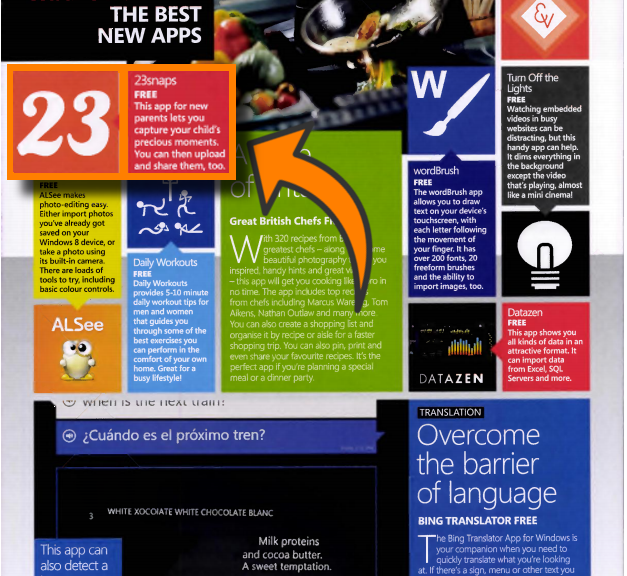 THE BEST
NEW APPS
23
23snaps
FREE
This app for new
parents lets you
capture your child's
precious moments.
You can then upload
and share them, too.
FREE
ALSee makes
photo-editing easy.
Either import photos
you've already got
saved on your
Windows 8 device, or
take a photo using
its built-in camera.
There are loads of
tools to try, including
basic colour controls.
ALSee
Daily Workouts
FREE
Daily Workouts
provides 5-10 minute
daily workout tips for
men and women
that guides you
through some of the
best exercises you
can perform in the
comfort of your own
home. Great for a
busy lifestyle!
of
Great British Chefs
With 320 recipes from
greatest chefs – along
beautiful photography you
inspired, handy hints and great
– this app will get you cooking like in
no time. The app includes top
from chefs including Marcus Tom
Aikens, Nathan Outlaw and many more.
You can also create a shopping list and
organise it by recipe or aisle for a faster
shopping trip. You can also pin, print and
even share your favourite recipes. It's the
perfect app if you're planning a special
meal or a dinner party.
W
wordBrush
FREE
The wordBrush app
allows you to draw
text on your device's
touchscreen, with
each letter following
the movement of
your finger. It has
over 200 fonts, 20
freeform brushes
and the ability to
import images, too.
DATAZEN
Turn Off the
Lights
FREE
Watching embedded
videos in busy
websites can be
distracting, but this
handy app can help.
It dims everything in
the background
except the video
that's playing, almost
like a mini cinema!
Datazen
FREE
This app shows you
all kinds of data in an
attractive format. It
can import data
from Excel, SQL
Servers and more.
when is the next train?
¿Cuándo es el próximo tren?
3 WHITE XOCOIATE WHITE CHOCOLATE BLANC
Milk proteins
and cocoa butter.
A sweet temptation.
This app can
also detect a
TRANSLATION
Overcome
the barrier
of language
BING TRANSLATOR FREE
The Bing Translator App for Windows is
your companion when you need to
quickly translate what you're looking
at. If there's a sign, menu or other text you